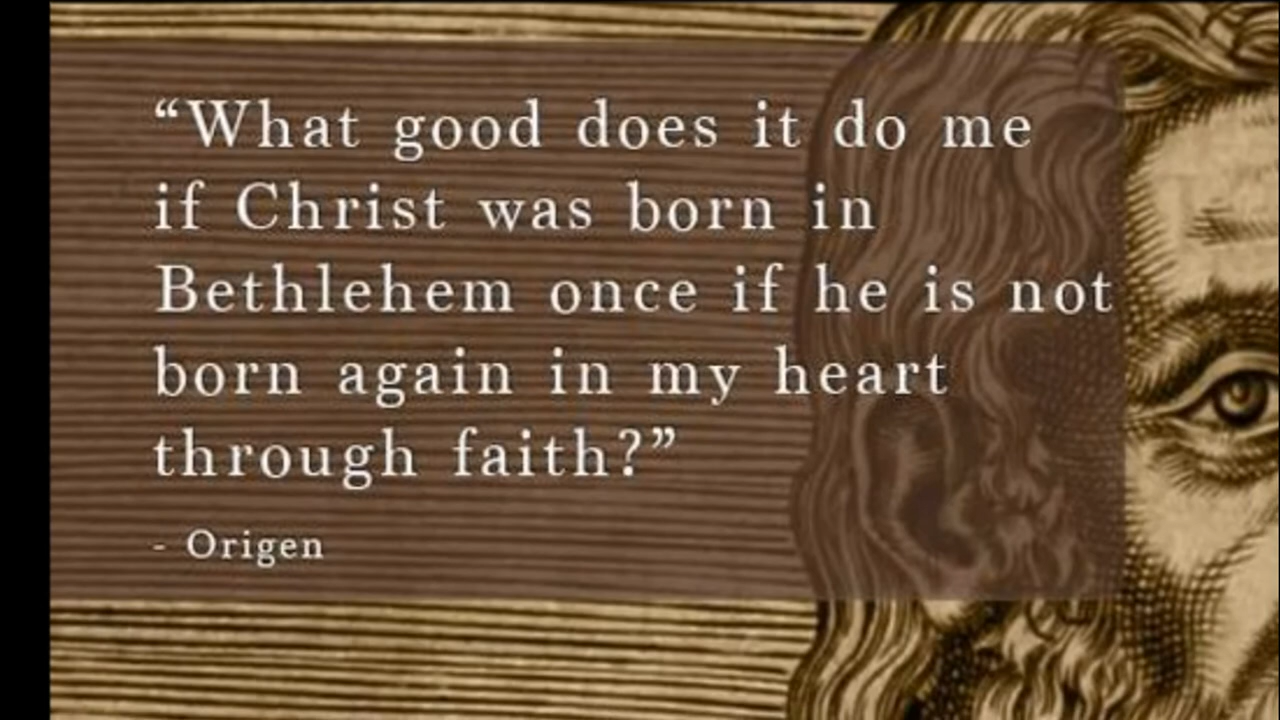 “What good does it do me
if Christ was born in
Bethlehem once if he is not
born again in my heart
through faith?”
- Origen